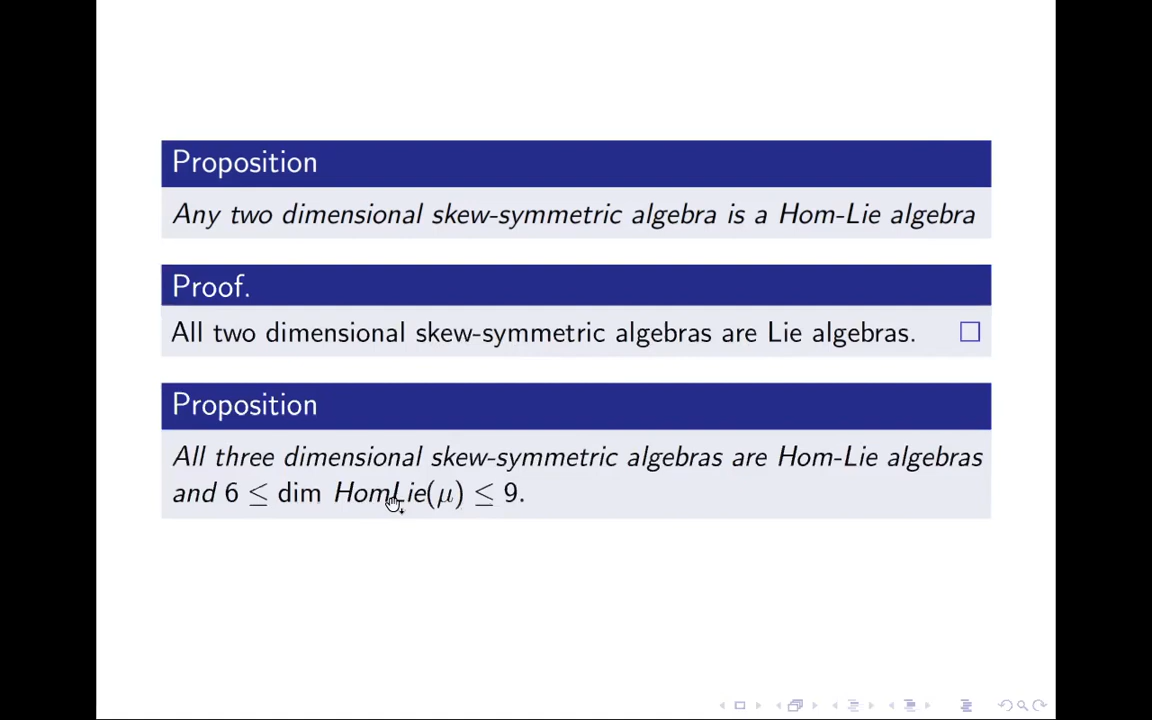 Proposition
Any two dimensional skew-symmetric algebra is a Hom-Lie algebra
Proof.
All two dimensional skew-symmetric algebras are Lie algebras. □
Proposition
All three dimensional skew-symmetric algebras are Hom-Lie algebras
and 6 ≤ dim HomLie(μ) ≤ 9.